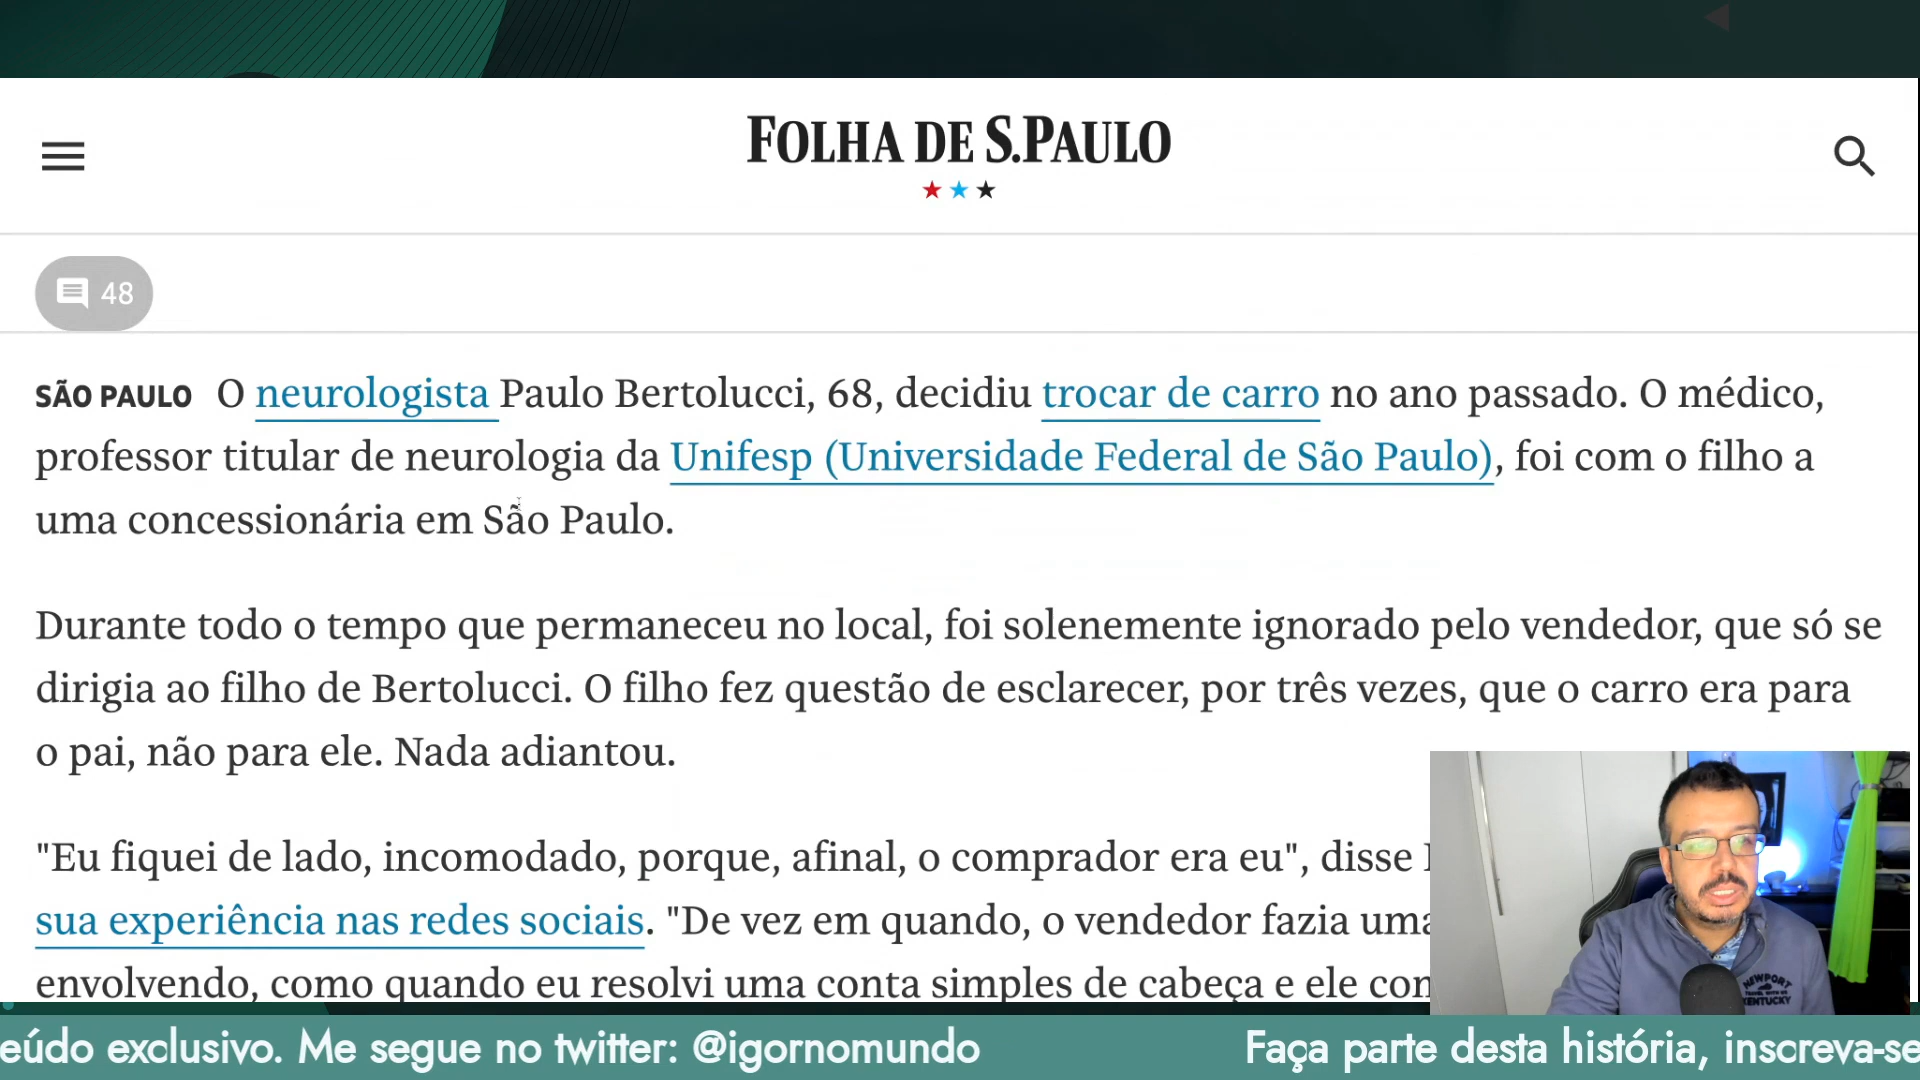 FOLHA DE S.PAULO
48
SÃO PAULO O neurologista Paulo Bertolucci, 68, decidiu trocar de carro no ano passado. O médico,
professor titular de neurologia da Unifesp (Universidade Federal de São Paulo), foi com o filho a
uma concessionária em São Paulo.
Durante todo o tempo que permaneceu no local, foi solenemente ignorado pelo vendedor, que só se
dirigia ao filho de Bertolucci. O filho fez questão de esclarecer, por três vezes, que o carro era para
o pai, não para ele. Nada adiantou.
"Eu fiquei de lado, incomodado, porque, afinal, o comprador era eu", disse
sua experiência nas redes sociais. "De vez em quando, o vendedor fazia uma
envolvendo, como quando eu resolvi uma conta simples de cabeça e ele con
NEWPORT
KENTUCKY
eúdo exclusivo. Me segue no twitter: @igornomundo Faça parte desta história, inscreva-se